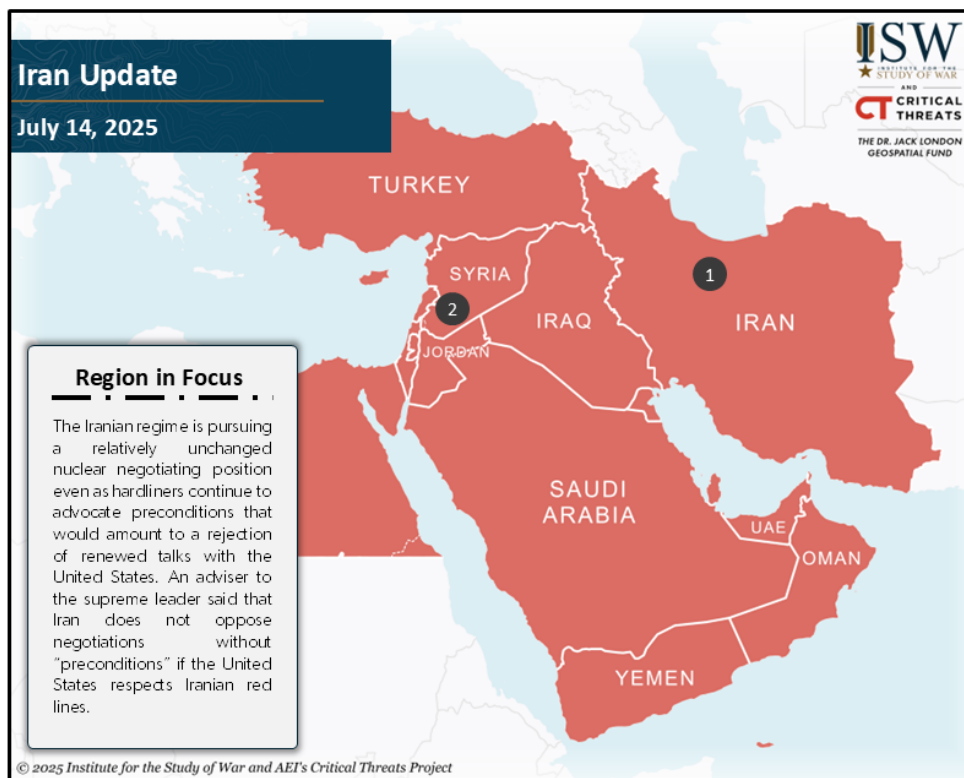 Iran Update
July 14, 2025
ISW
INSTITUTE FOR THE
STUDY OF WAR
AND
CT CRITICAL
THREATS
THE DR. JACK LONDON
GEOSPATIAL FUND
TURKEY
SYRIA
1
2
IRAQ
IRAN
JORDAN
Region in Focus
The Iranian regime is pursuing
a relatively unchanged
nuclear negotiating position
even as hardliners continue to
advocate preconditions that
would amount to a rejection
of renewed talks with the
United States. An adviser to
the supreme leader said that
Iran does not oppose
negotiations without
“preconditions” if the United
States respects Iranian red
lines.
SAUDI
ARABIA
UAE
OMAN
YEMEN
© 2025 Institute for the Study of War and AEI's Critical Threats Project